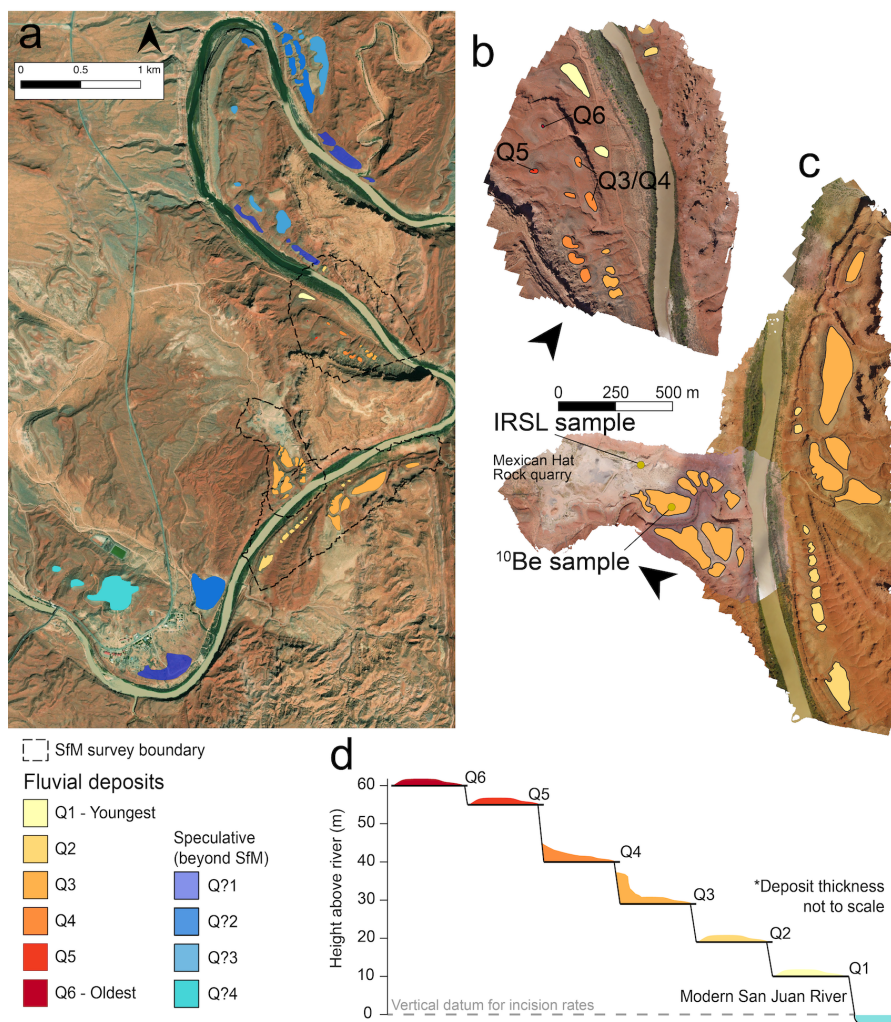 a
0 0.5 1 km
b
Q6
Q5
Q3/Q4
c
0 250 500 m
IRSL sample
Mexican Hat
Rock quarry
10Be sample
SfM survey boundary
Fluvial deposits
Q1 - Youngest
Q2
Q3
Q4
Q5
Q6 - Oldest
Speculative
(beyond SfM)
Q?1
Q?2
Q?3
Q?4
d
Height above river (m)
60
40
30
20
10
0
Q6
Q5
Q4
Q3
Q2
Q1
*Deposit thickness
not to scale
Modern San Juan River
Vertical datum for incision rates